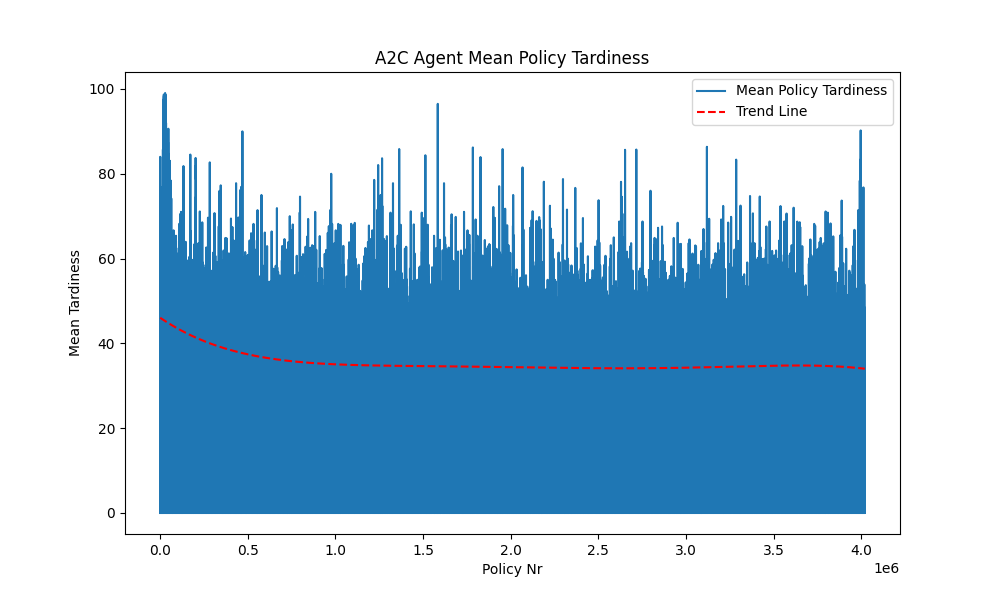 A2C Agent Mean Policy Tardiness
Mean Policy Tardiness
Trend Line
Mean Tardiness
100
80
60
40
20
0
0.0 0.5 1.0 1.5 2.0 2.5 3.0 3.5 4.0
1e6
Policy Nr